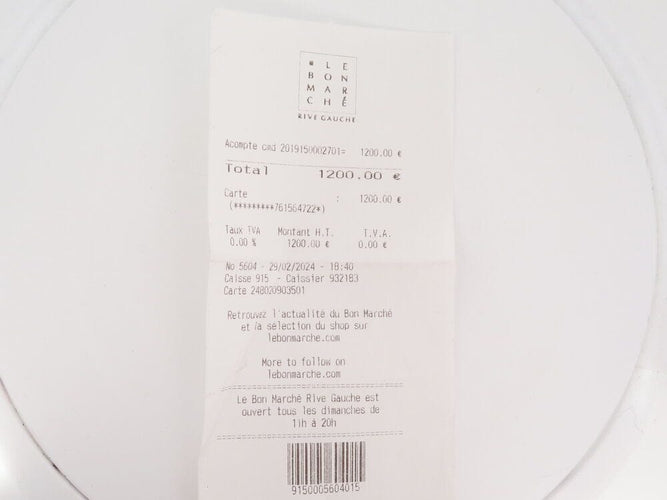 LE
BON
MAR
CHÉ
RIVE GAUCHE
Acompte cmd 2019150002701= 1200.00 €
Total 1200.00 €
Carte : 1200.00 €
(*********761564722*)
Taux TVA Montant H.T. T.V.A.
0.00 % 1200.00 € 0.00 €
No 5604 - 29/02/2024 - 18:40
Caisse 915 - Caissier 932183
Carte 248020903501
Retrouvez l'actualité du Bon Marché
et la sélection du shop sur
lebonmarche.com
More to follow on
lebonmarche.com
Le Bon Marché Rive Gauche est
ouvert tous les dimanches de
11h à 20h
9150005604015